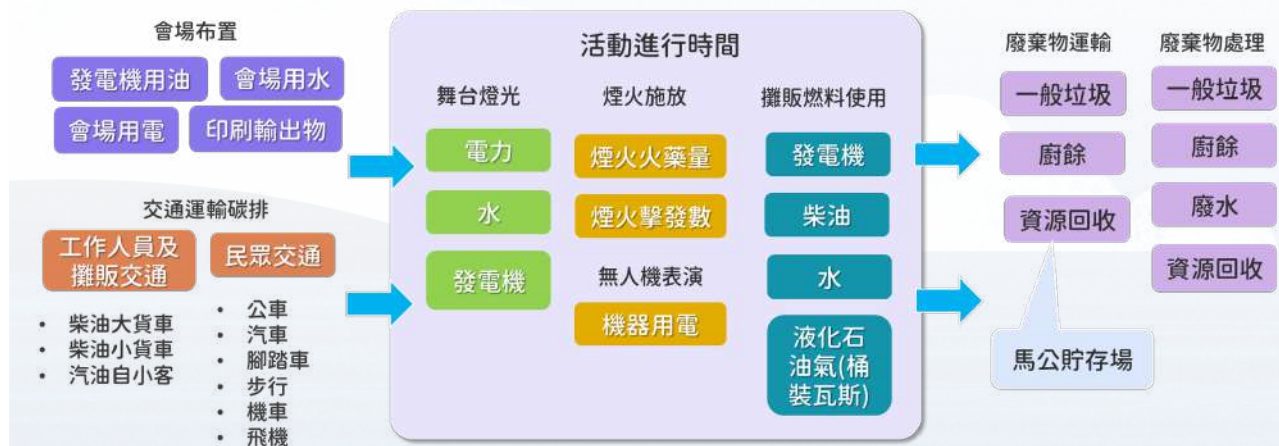 會場布置
發電機用油
會場用水
會場用電
印刷輸出物
交通運輸碳排
工作人員及
攤販交通
• 柴油大貨車
• 柴油小貨車
• 汽油自小客
民眾交通
• 公車
• 汽車
• 腳踏車
• 步行
• 機車
• 飛機
活動進行時間
舞台燈光
電力
水
發電機
煙火施放
煙火火藥量
煙火擊發數
無人機表演
機器用電
攤販燃料使用
發電機
柴油
水
液化石
油氣(桶
裝瓦斯)
廢棄物運輸
一般垃圾
廚餘
資源回收
馬公貯存場
廢棄物處理
一般垃圾
廚餘
廢水
資源回收